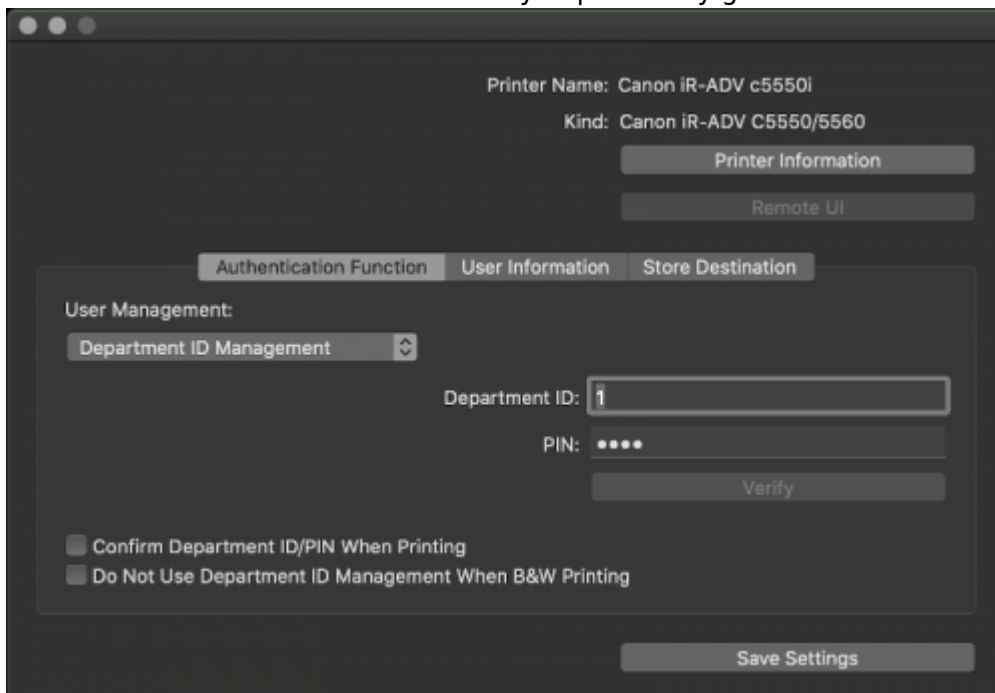 Printer Name: Canon iR-ADV c5550i
Kind: Canon iR-ADV C5550/5560
Printer Information
Remote UI
Authentication Function User Information Store Destination
User Management:
Department ID Management
Department ID: 1
PIN: ••••
Verify
Confirm Department ID/PIN When Printing
Do Not Use Department ID Management When B&W Printing
Save Settings